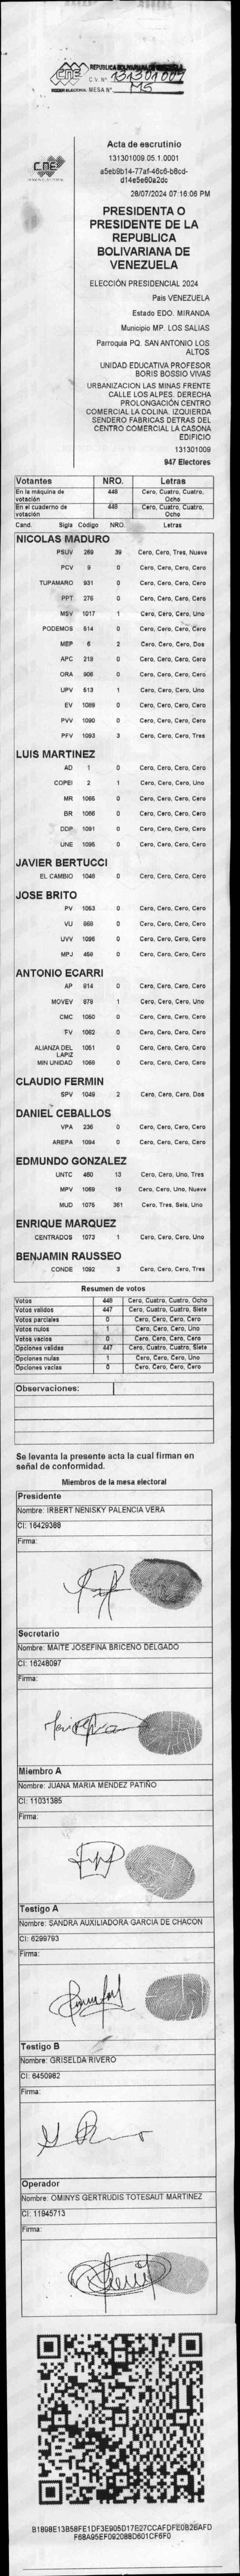 REPUBLICA BOLIVARIANA DE VENEZUELA
CNE
PODER ELECTORAL
C.V. N° 131301009
MESA N° M5
CNE
Acta de escrutinio
131301009.05.1.0001
a5eb9b14-77af-46c6-b8cd-
d14e5e60a2dc
28/07/2024 07:16:06 PM
PRESIDENTA O
PRESIDENTE DE LA
REPUBLICA
BOLIVARIANA DE
VENEZUELA
ELECCIÓN PRESIDENCIAL 2024
Pais VENEZUELA
Estado EDO. MIRANDA
Municipio MP. LOS SALIAS
Parroquia PQ. SAN ANTONIO LOS
ALTOS
UNIDAD EDUCATIVA PROFESOR
BORIS BOSSIO VIVAS
URBANIZACION LAS MINAS FRENTE
CALLE LOS ALPES. DERECHA
PROLONGACIÓN CENTRO
COMERCIAL LA COLINA. IZQUIERDA
SENDERO FABRICAS DETRAS DEL
CENTRO COMERCIAL LA CASONA
EDIFICIO
131301009
947 Electores
Votantes NRO. Letras
En la máquina de votación 448 Cero, Cuatro, Cuatro, Ocho
En el cuaderno de votación 448 Cero, Cuatro, Cuatro, Ocho
Cand. Sigla Código NRO. Letras
NICOLAS MADURO
PSUV 269 39 Cero, Cero, Tres, Nueve
PCV 9 0 Cero, Cero, Cero, Cero
TUPAMARO 931 0 Cero, Cero, Cero, Cero
PPT 276 0 Cero, Cero, Cero, Cero
MSV 1017 1 Cero, Cero, Cero, Uno
PODEMOS 514 0 Cero, Cero, Cero, Cero
MEP 6 2 Cero, Cero, Cero, Dos
APC 218 0 Cero, Cero, Cero, Cero
ORA 906 0 Cero, Cero, Cero, Cero
UPV 513 1 Cero, Cero, Cero, Uno
EV 1089 0 Cero, Cero, Cero, Cero
PVV 1090 0 Cero, Cero, Cero, Cero
PFV 1093 3 Cero, Cero, Cero, Tres
LUIS MARTINEZ
AD 1 0 Cero, Cero, Cero, Cero
COPEI 2 1 Cero, Cero, Cero, Uno
MR 1065 0 Cero, Cero, Cero, Cero
BR 1066 0 Cero, Cero, Cero, Cero
DDP 1091 0 Cero, Cero, Cero, Cero
UNE 1095 0 Cero, Cero, Cero, Cero
JAVIER BERTUCCI
EL CAMBIO 1048 0 Cero, Cero, Cero, Cero
JOSE BRITO
PV 1053 0 Cero, Cero, Cero, Cero
VU 868 0 Cero, Cero, Cero, Cero
UVV 1096 0 Cero, Cero, Cero, Cero
MPJ 458 0 Cero, Cero, Cero, Cero
ANTONIO ECARRI
AP 814 0 Cero, Cero, Cero, Cero
MOVEV 978 1 Cero, Cero, Cero, Uno
CMC 1050 0 Cero, Cero, Cero, Cero
FV 1052 0 Cero, Cero, Cero, Cero
ALIANZA DEL LAPIZ 1051 0 Cero, Cero, Cero, Cero
MIN UNIDAD 1068 0 Cero, Cero, Cero, Cero
CLAUDIO FERMIN
SPV 1049 2 Cero, Cero, Cero, Dos
DANIEL CEBALLOS
VPA 236 0 Cero, Cero, Cero, Cero
AREPA 1094 0 Cero, Cero, Cero, Cero
EDMUNDO GONZALEZ
UNTC 460 13 Cero, Cero, Uno, Tres
MPV 1069 19 Cero, Cero, Uno, Nueve
MUD 1075 361 Cero, Tres, Seis, Uno
ENRIQUE MARQUEZ
CENTRADOS 1073 1 Cero, Cero, Cero, Uno
BENJAMIN RAUSSEO
CONDE 1092 3 Cero, Cero, Cero, Tres
Resumen de votos
Votos 448 Cero, Cuatro, Cuatro, Ocho
Votos validos 447 Cero, Cuatro, Cuatro, Siete
Votos parciales 0 Cero, Cero, Cero, Cero
Votos nulos 1 Cero, Cero, Cero, Uno
Votos vacios 0 Cero, Cero, Cero, Cero
Opciones validas 447 Cero, Cuatro, Cuatro, Siete
Opciones nulas 1 Cero, Cero, Cero, Uno
Opciones vacias 0 Cero, Cero, Cero, Cero
Observaciones:
Se levanta la presente acta la cual firman en
señal de conformidad.
Miembros de la mesa electoral
Presidente
Nombre: IRBERT NENISKY PALENCIA VERA
CI: 16429388
Firma:
Secretario
Nombre: MAITE JOSEFINA BRICEÑO DELGADO
CI: 16248097
Firma:
Miembro A
Nombre: JUANA MARIA MENDEZ PATIÑO
CI: 11031385
Firma:
Testigo A
Nombre: SANDRA AUXILIADORA GARCIA DE CHACON
CI: 6299793
Firma:
Testigo B
Nombre: GRISELDA RIVERO
CI: 6450982
Firma:
Operador
Nombre: OMINYS GERTRUDIS TOTESAUT MARTINEZ
CI: 11945713
Firma:
B1898E13B58FE1DF3E905D17E27CCAFDFE0B26AFD
F68A95EF092088D601CF6F0